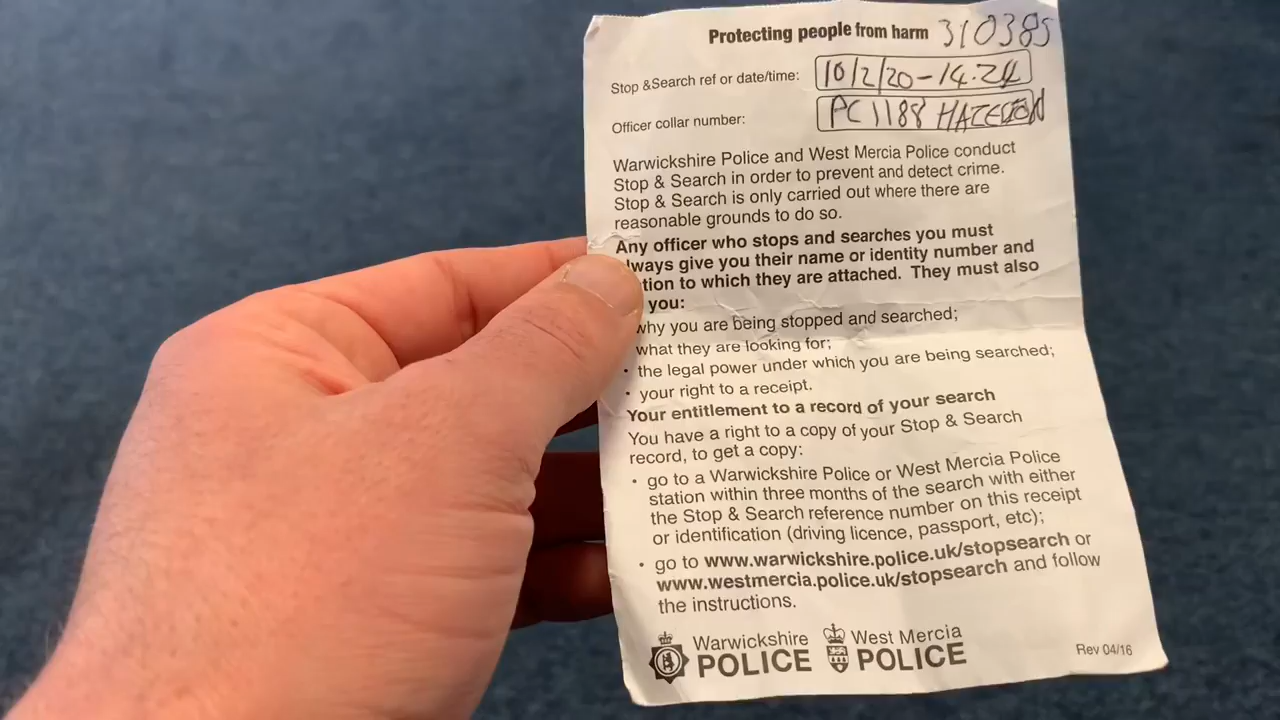 Protecting people from harm 310385
Stop &Search ref or date/time: 10/2/20-14.24
Officer collar number: PC 1188
Warwickshire Police and West Mercia Police conduct
Stop & Search in order to prevent and detect crime.
Stop & Search is only carried out where there are
reasonable grounds to do so.
Any officer who stops and searches you must
lways give you their name or identity number and
tion to which they are attached. They must also
you:
why you are being stopped and searched;
what they are looking for;
• the legal power under which you are being searched;
• your right to a receipt.
Your entitlement to a record of your search
You have a right to a copy of your Stop & Search
record, to get a copy:
• go to a Warwickshire Police or West Mercia Police
station within three months of the search with either
the Stop & Search reference number on this receipt
or identification (driving licence, passport, etc);
• go to www.warwickshire.police.uk/stopsearch or
www.westmercia.police.uk/stopsearch and follow
the instructions.
Warwickshire
POLICE
West Mercia
POLICE
Rev 04/16